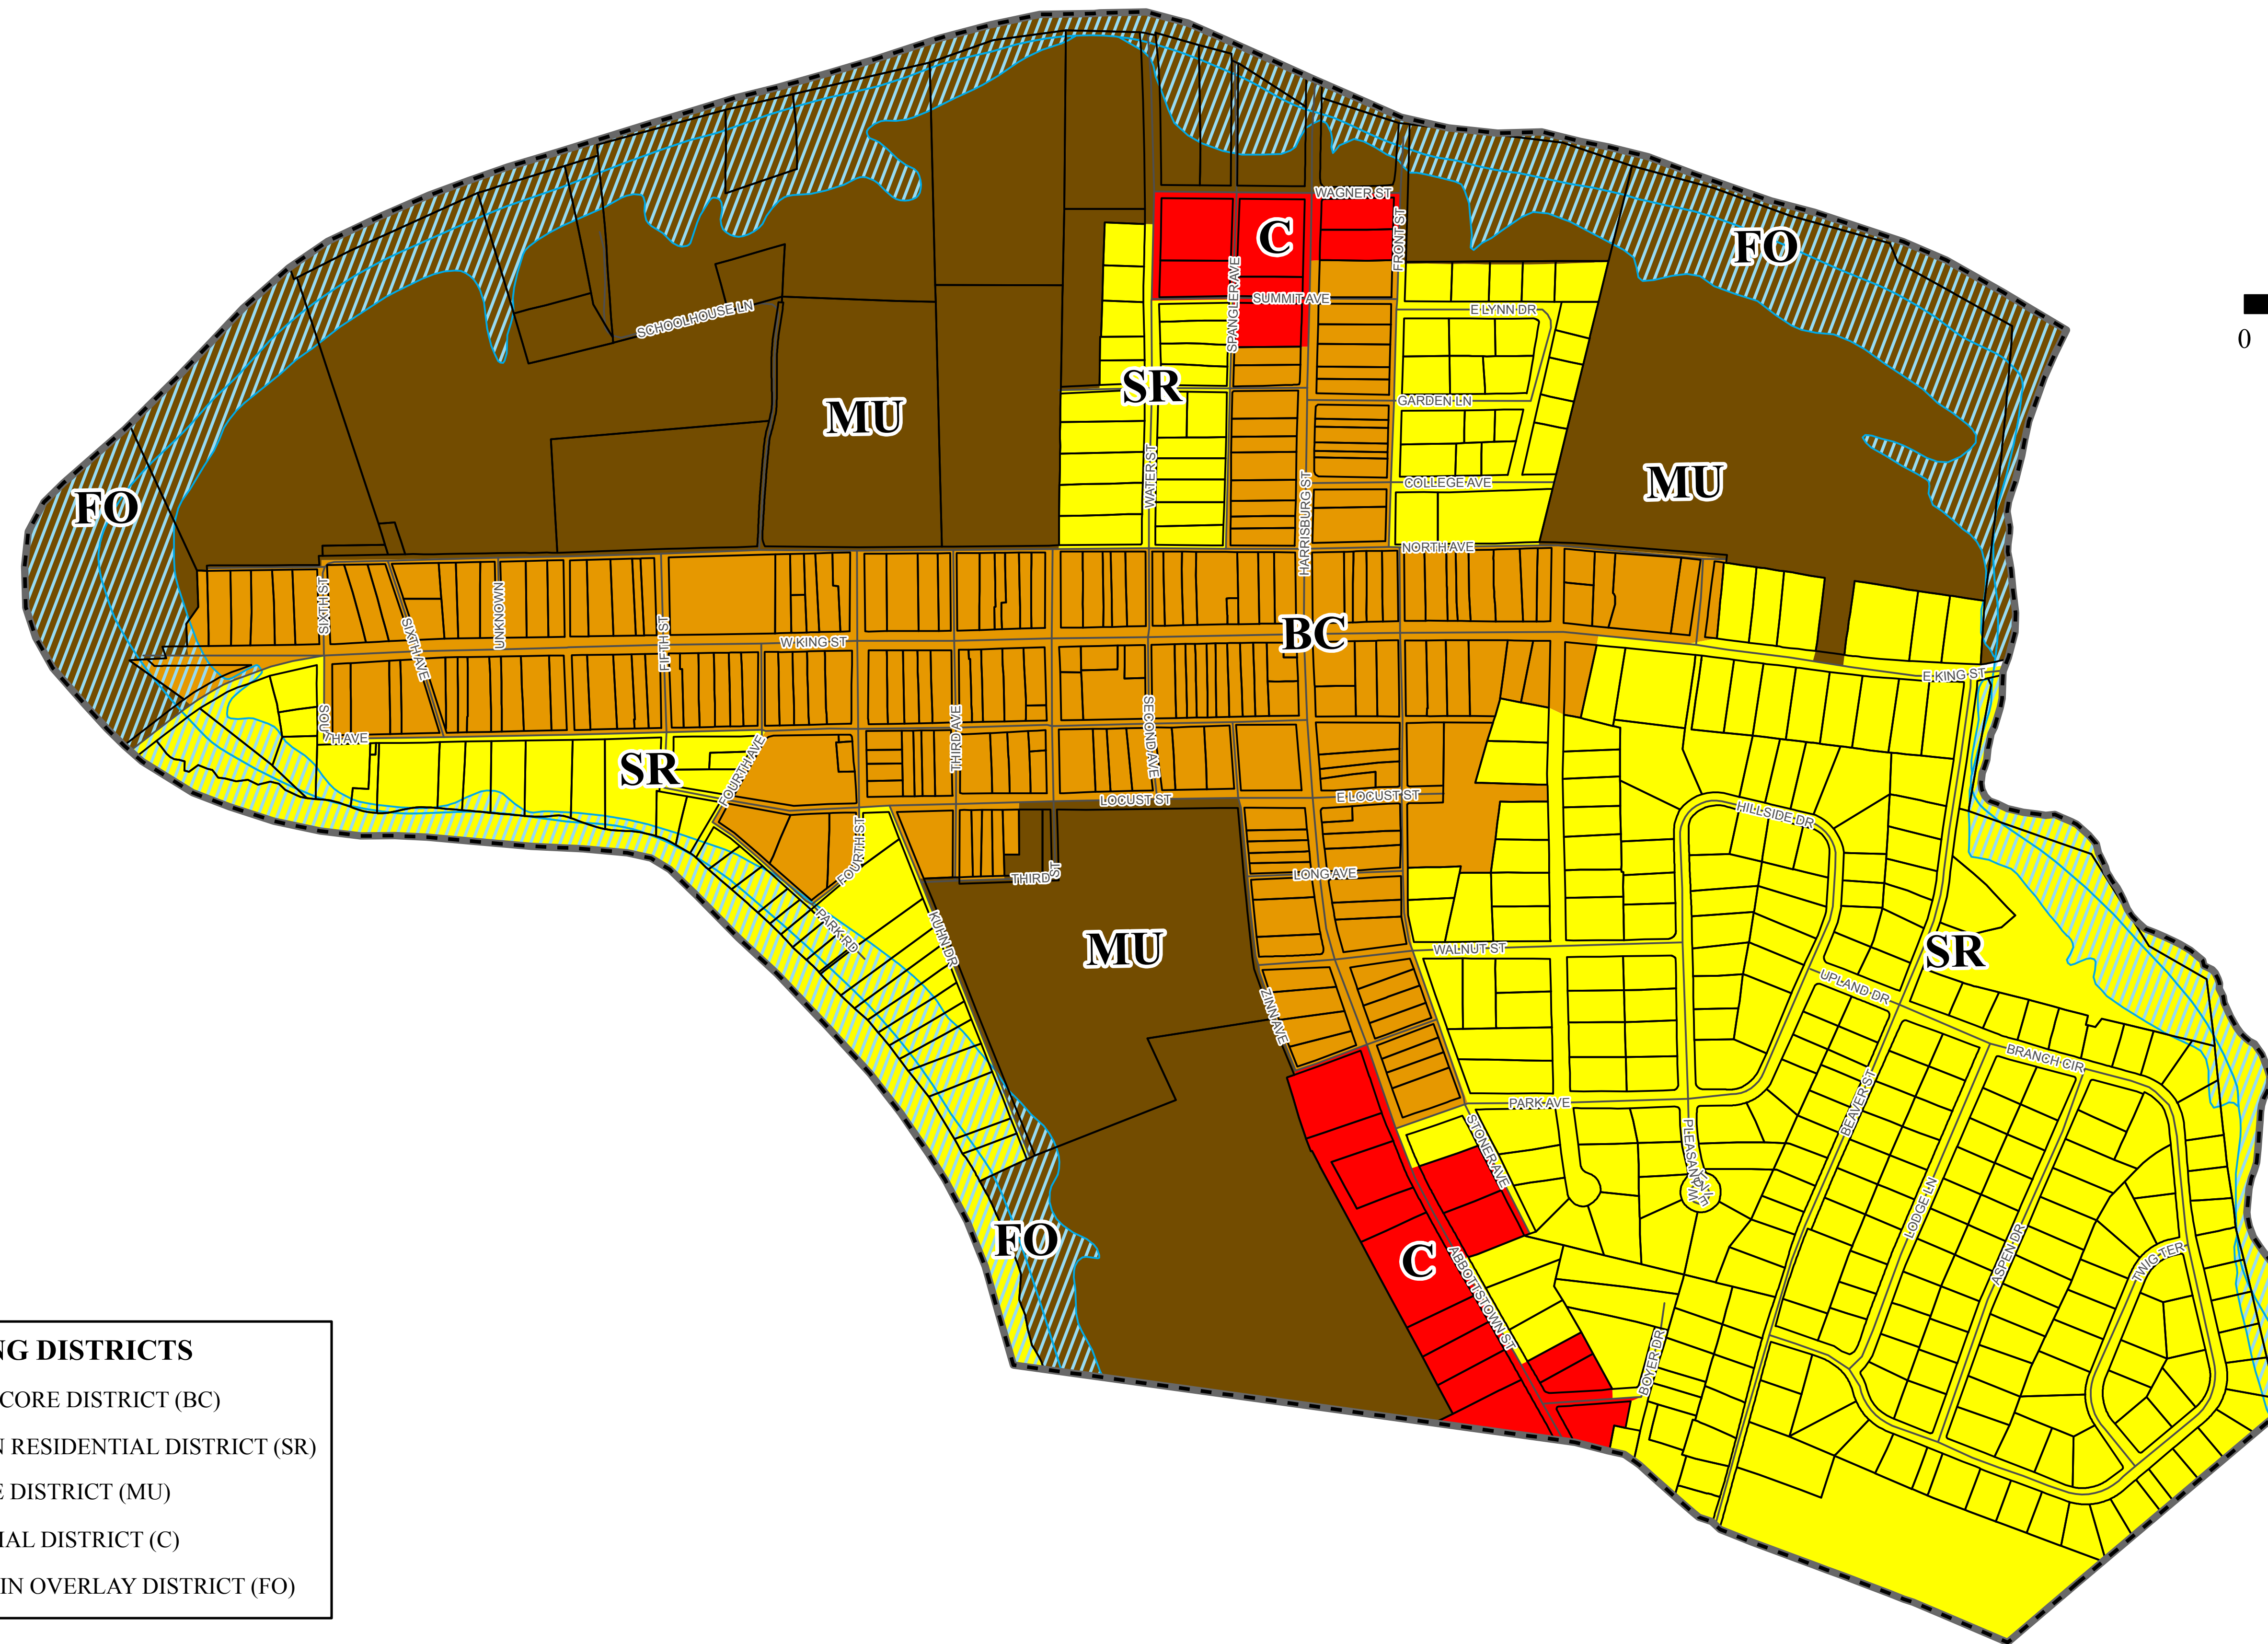 WAGNER ST
C
FRONT ST
FO
SPANGLER AVE
SUMMIT AVE
SCHOOLHOUSE LN
E LYNN DR
0
SR
MU
GARDEN LN
WATER ST
HARRISBURG ST
COLLEGE AVE
MU
FO
NORTH AVE
SIXTH ST
SIXTH AVE
UNKNOWN
FIFTH ST
W KING ST
BC
E KING ST
SOUTH AVE
SR
FOURTH AVE
THIRD AVE
SECOND AVE
LOCUST ST
E LOCUST ST
HILLSIDE DR
FOURTH ST
THIRD ST
LONG AVE
PARK RD
KUHN DR
MU
WALNUT ST
SR
ZINN AVE
UPLAND DR
BRANCH CIR
BEAVER ST
PARK AVE
STONER AVE
PLEASANT VIEW
LODGE LN
ASPEN DR
TWIG TER
FO
C
ABBOTTSTOWN ST
BOYER DR
NG DISTRICTS
CORE DISTRICT (BC)
N RESIDENTIAL DISTRICT (SR)
E DISTRICT (MU)
IAL DISTRICT (C)
IN OVERLAY DISTRICT (FO)